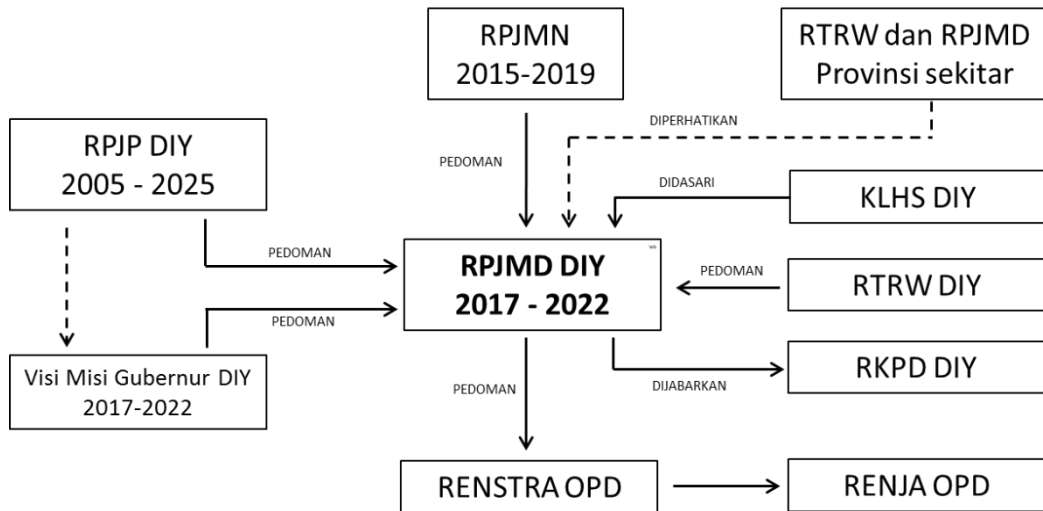 RPJMN
2015-2019
RTRW dan RPJMD
Provinsi sekitar
DIPERHATIKAN
RPJP DIY
2005 - 2025
PEDOMAN
DIDASARI
KLHS DIY
PEDOMAN
RPJMD DIY
2017 - 2022
PEDOMAN
RTRW DIY
PEDOMAN
Visi Misi Gubernur DIY
2017-2022
PEDOMAN
DIJABARKAN
RKPD DIY
RENSTRA OPD
RENJA OPD